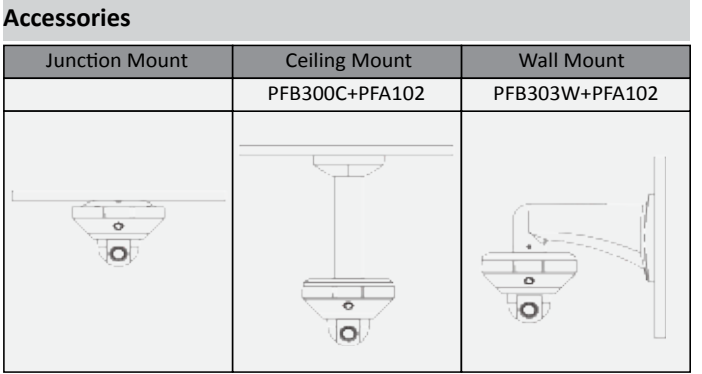 Accessories
Junction Mount Ceiling Mount Wall Mount
PFB300C+PFA102 PFB303W+PFA102